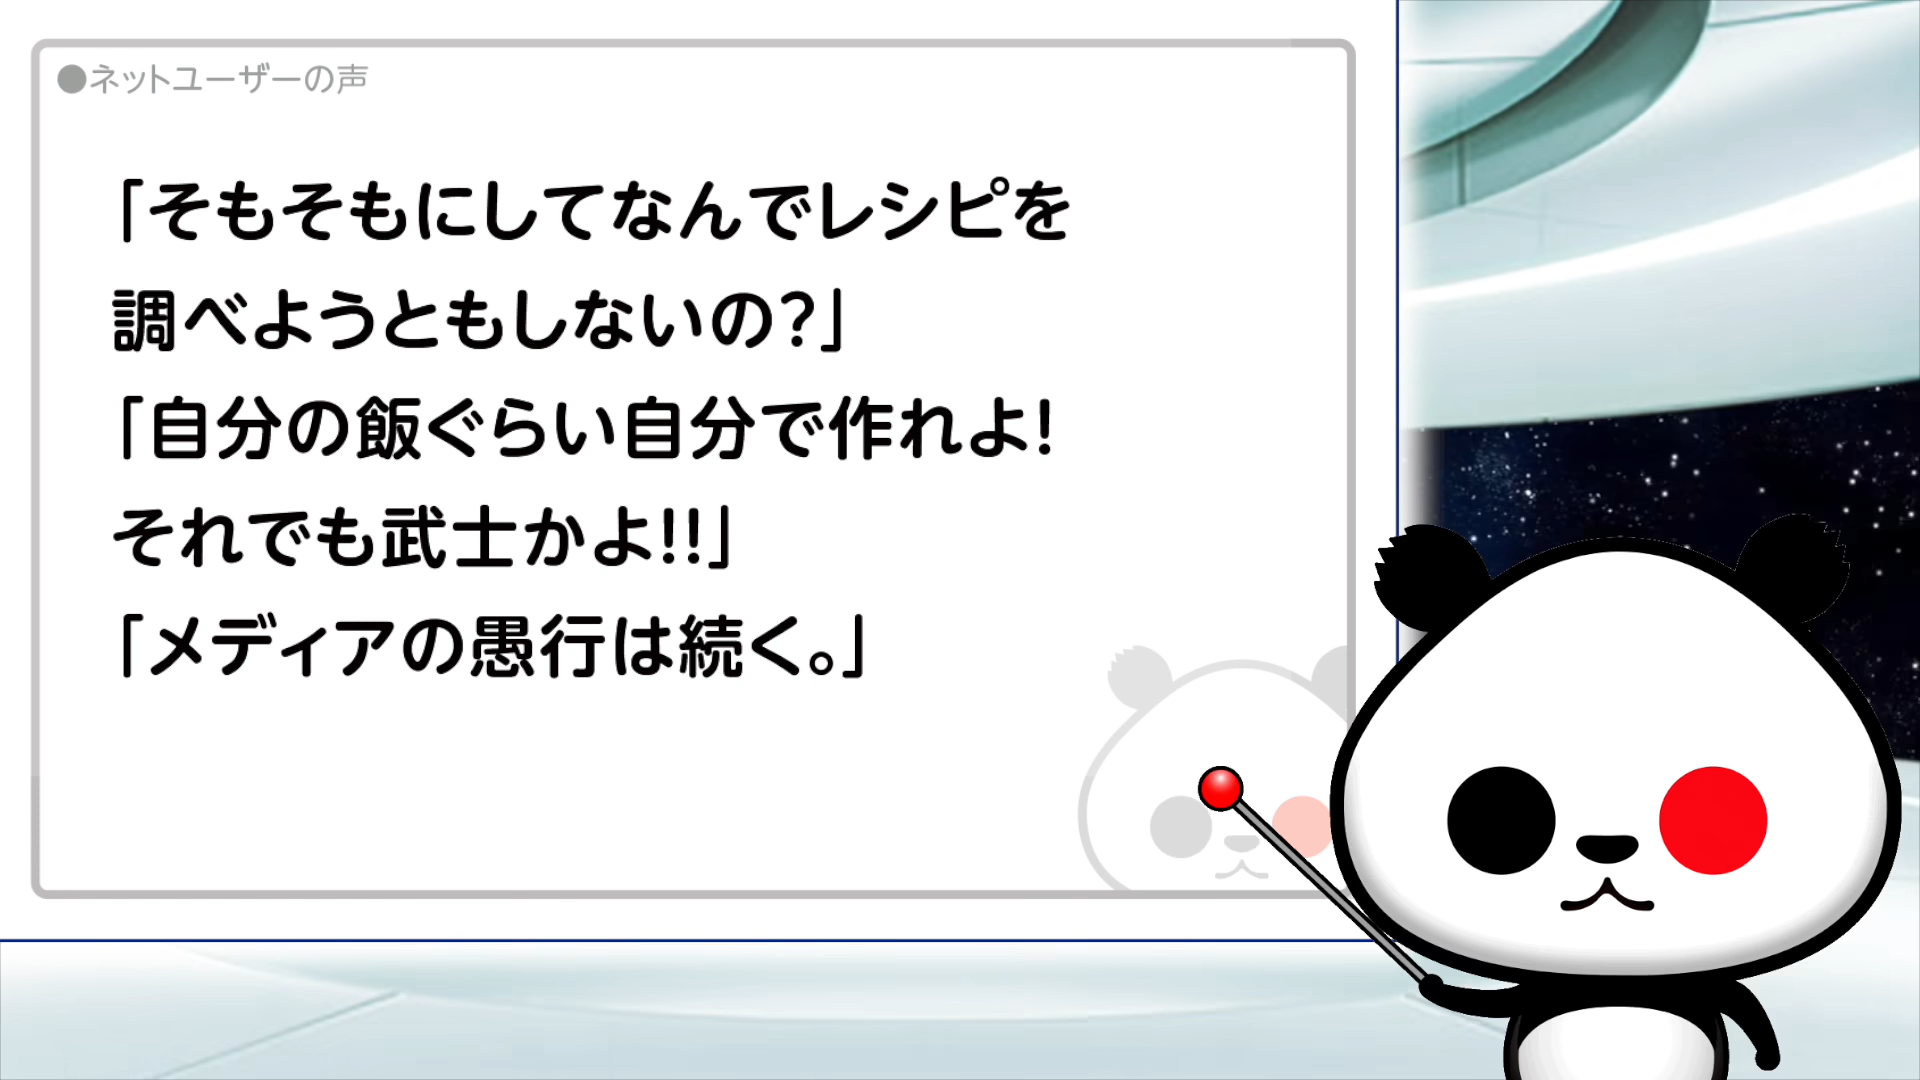 ●ネットユーザーの声
「そもそもにしてなんでレシピを
調べようともしないの?」
「自分の飯ぐらい自分で作れよ!
それでも武士かよ!!」
「メディアの愚行は続く。」